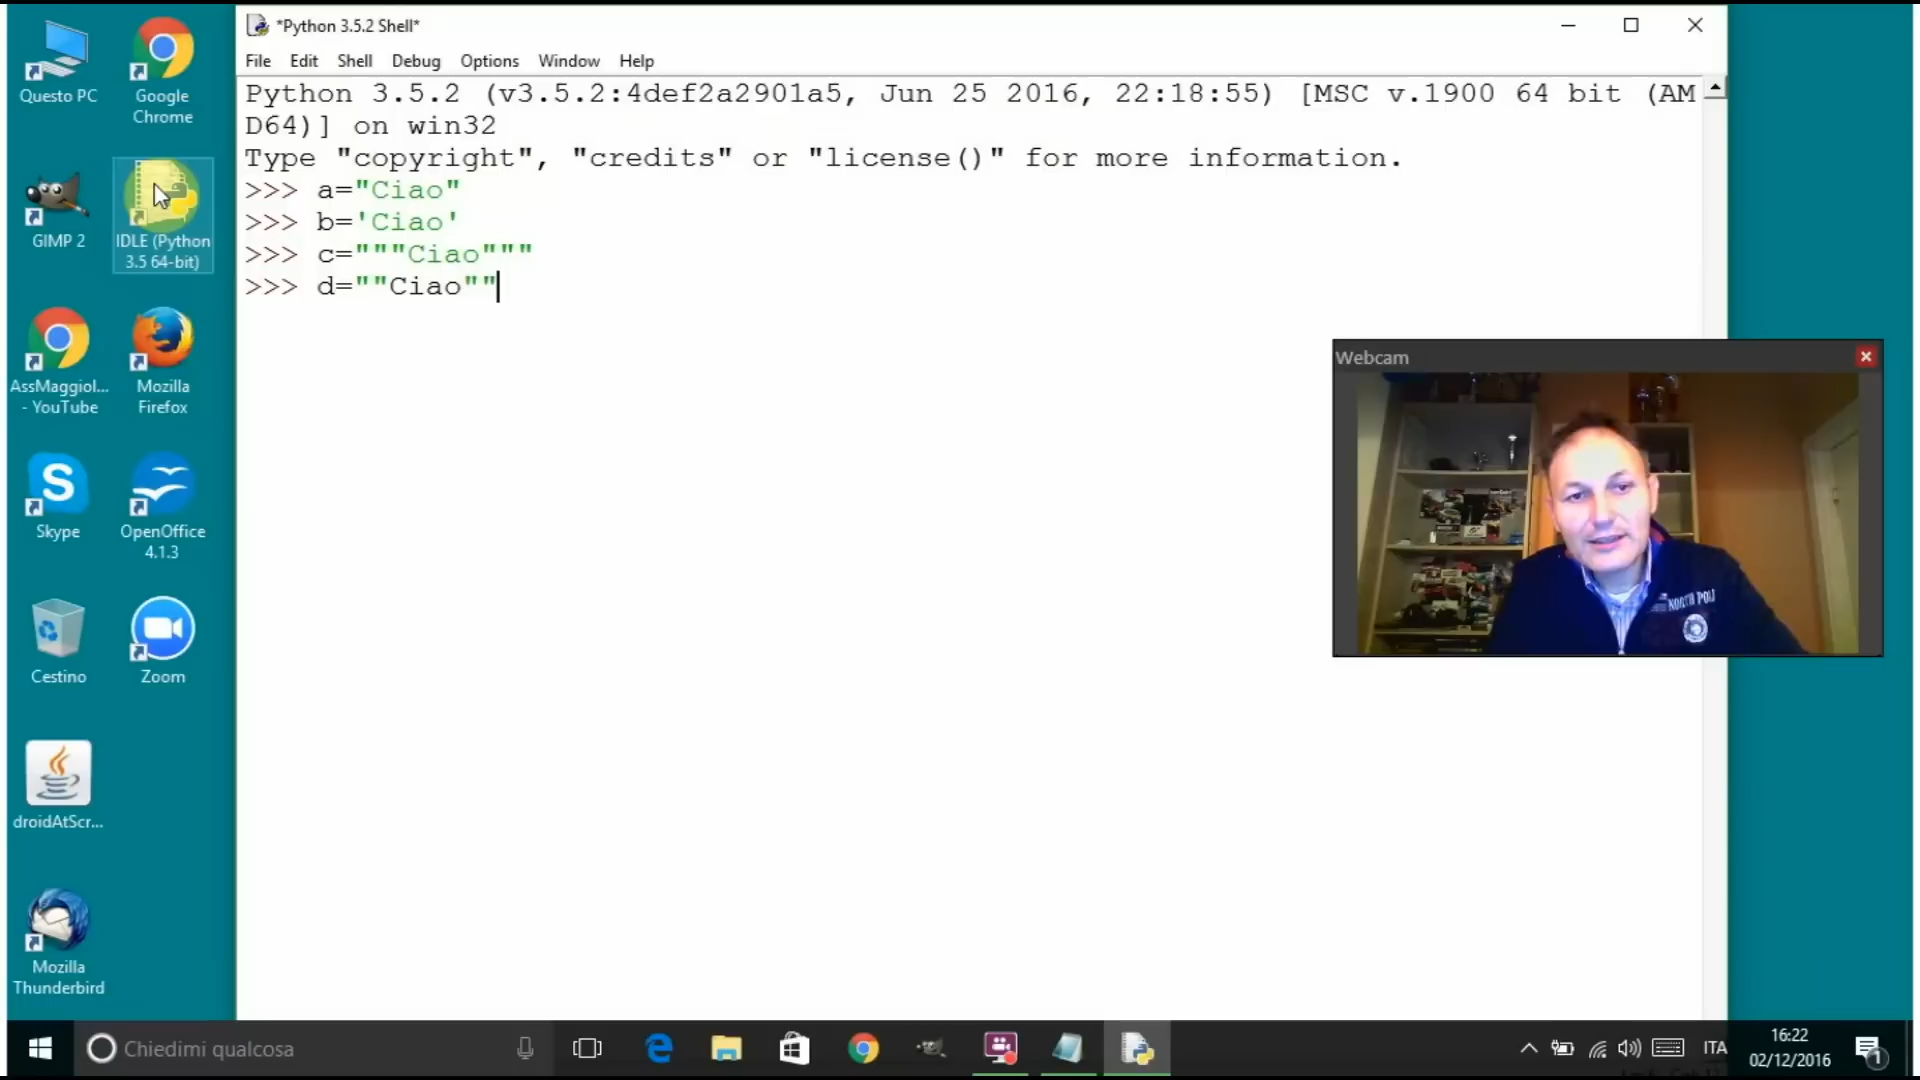 *Python 3.5.2 Shell*
File Edit Shell Debug Options Window Help
Python 3.5.2 (v3.5.2:4def2a2901a5, Jun 25 2016, 22:18:55) [MSC v.1900 64 bit (AM
D64)] on win32
Type "copyright", "credits" or "license()" for more information.
>>> a="Ciao"
>>> b='Ciao'
>>> c="""Ciao"""
>>> d=""Ciao""
Questo PC
Google
Chrome
GIMP 2
IDLE (Python
3.5 64-bit)
AssMaggiol...
- YouTube
Mozilla
Firefox
Skype
OpenOffice
4.1.3
Cestino
Zoom
droidAtScr...
Mozilla
Thunderbird
Webcam
NORTH POL
Chiedimi qualcosa
ITA
16:22
02/12/2016
1